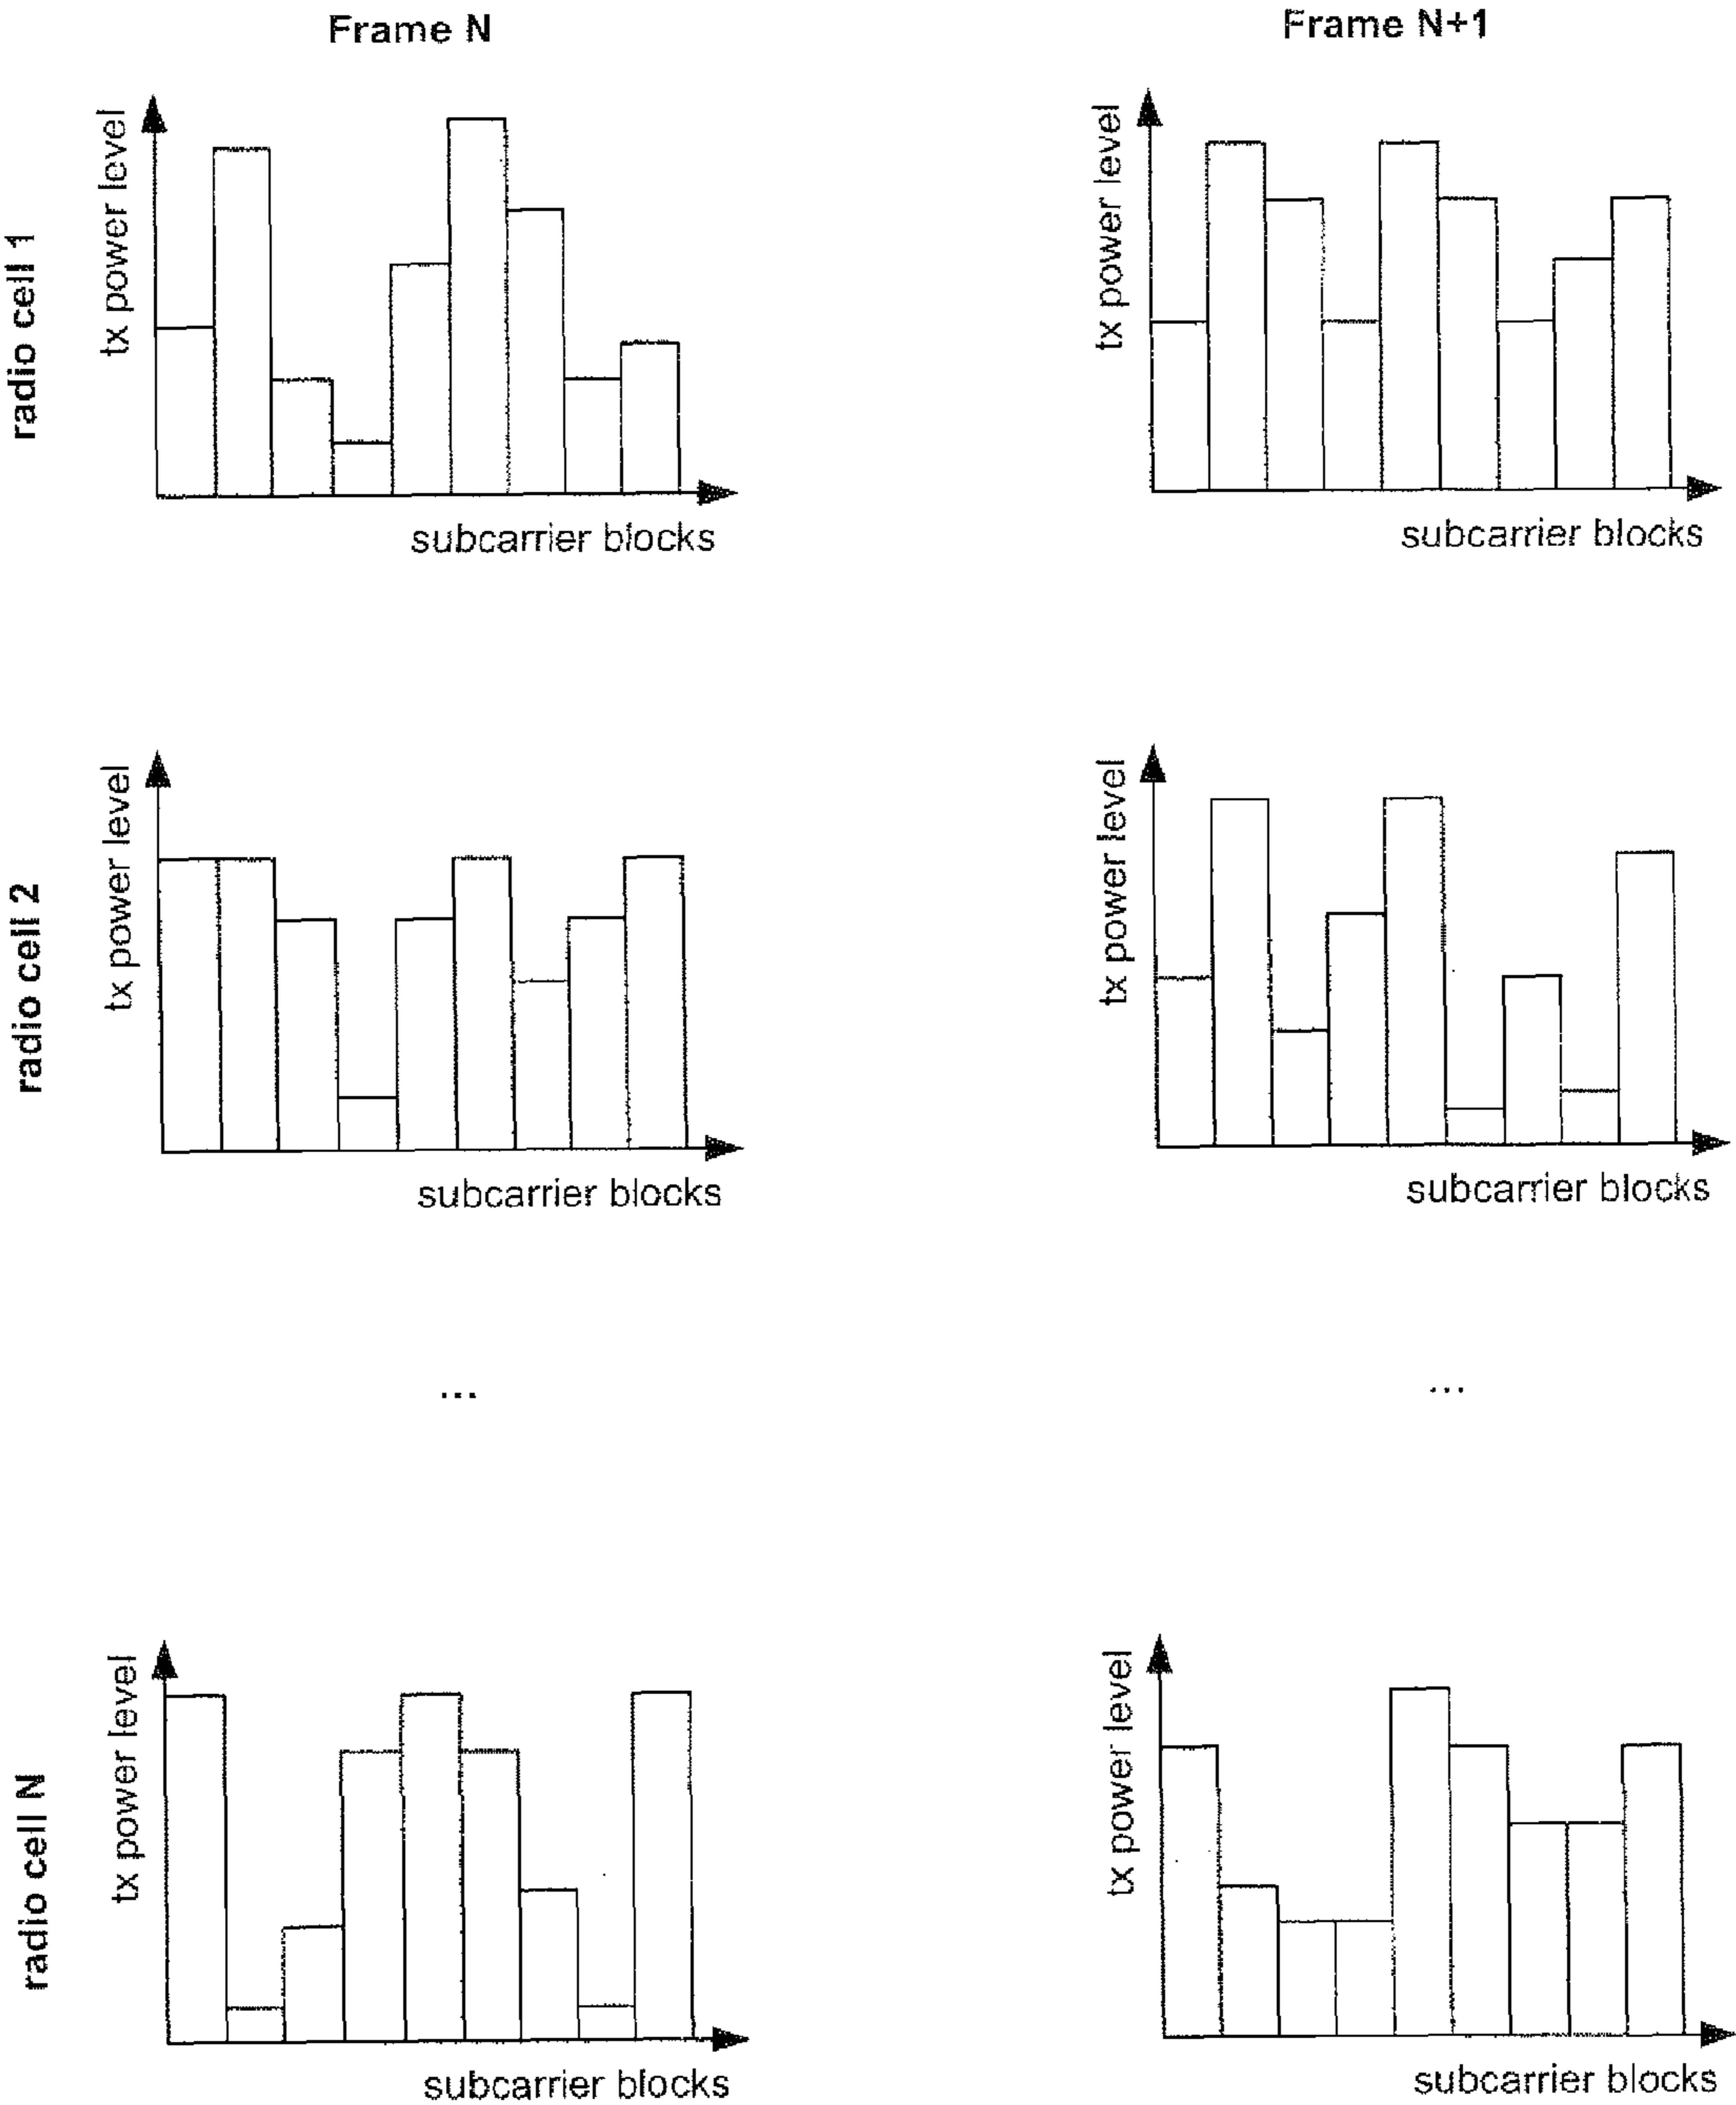 Frame N
Frame N+1
radio cell 1
tx power level
subcarrier blocks
tx power level
subcarrier blocks
radio cell 2
tx power level
subcarrier blocks
tx power level
subcarrier blocks
...
...
radio cell N
tx power level
subcarrier blocks
tx power level
subcarrier blocks